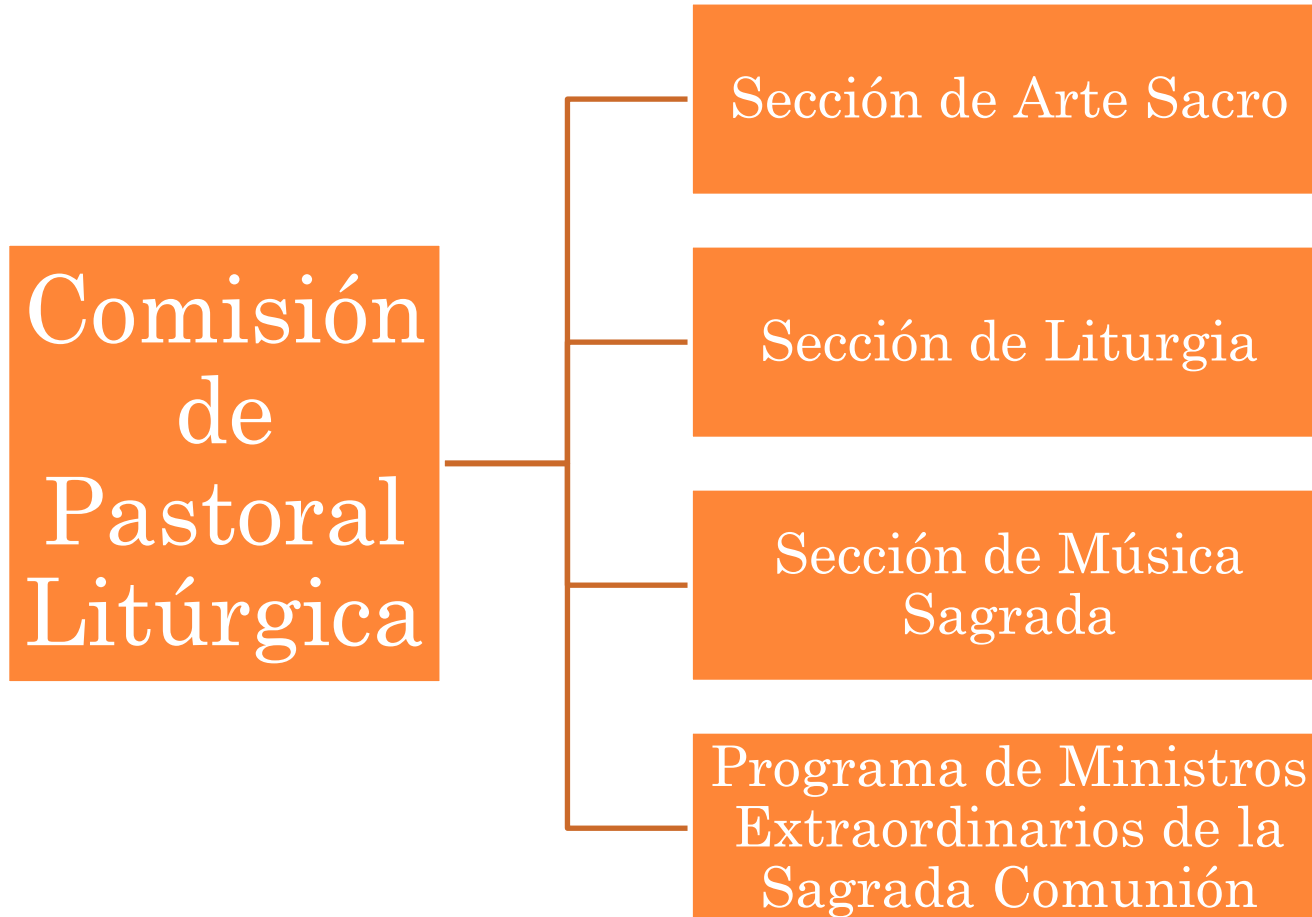 Comisión
de
Pastoral
Litúrgica
Sección de Arte Sacro
Sección de Liturgia
Sección de Música
Sagrada
Programa de Ministros
Extraordinarios de la
Sagrada Comunión